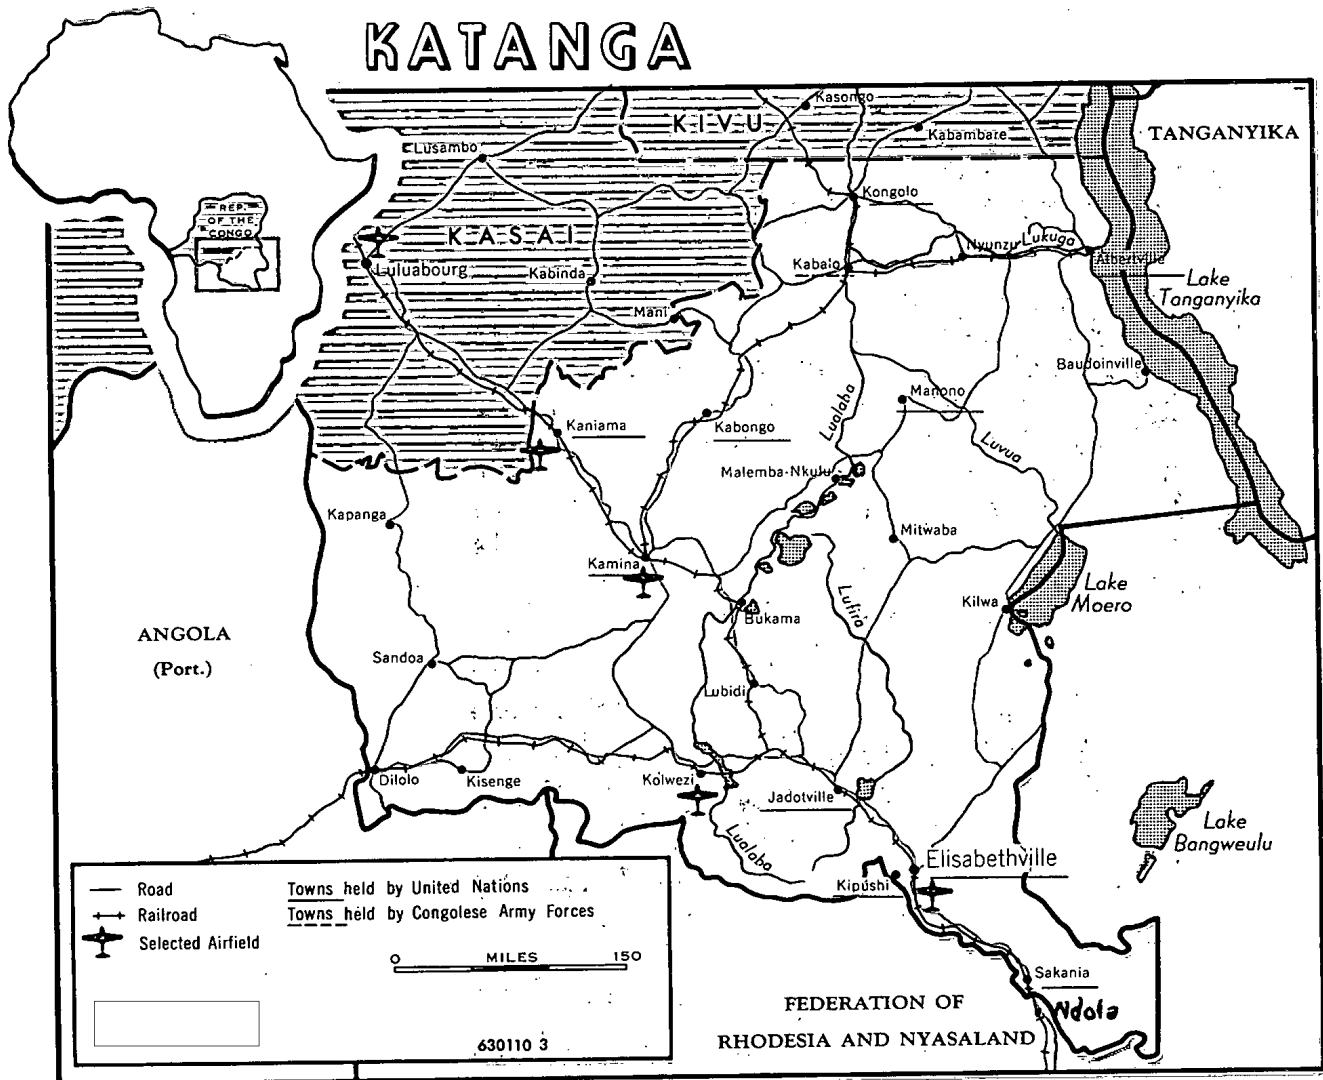 KATANGA
REP.
OF THE
CONGO
KIVU
KASAI
TANGANYIKA
Kasongo
Kabambare
Lusambo
Kongolo
Nyunzu
Lukuga
Albertville
Luluabourg
Kabinda
Kabalo
Lake
Tanganyika
Mani
Baudoinville
Manono
Lualaba
Kaniama
Kabongo
Luvua
Malemba-Nkulu
Kapanga
Mitwaba
Kamina
Lake
Moero
Kilwa
Lufira
Bukama
ANGOLA
(Port.)
Sandoa
Lubidi
Dilolo
Kisenge
Kolwezi
Jadotville
Lualaba
Lake
Bangweulu
Elisabethville
Kipushi
Sakania
Ndola
FEDERATION OF
RHODESIA AND NYASALAND
Road
Railroad
Selected Airfield
Towns held by United Nations
Towns held by Congolese Army Forces
0 MILES 150
630110 3